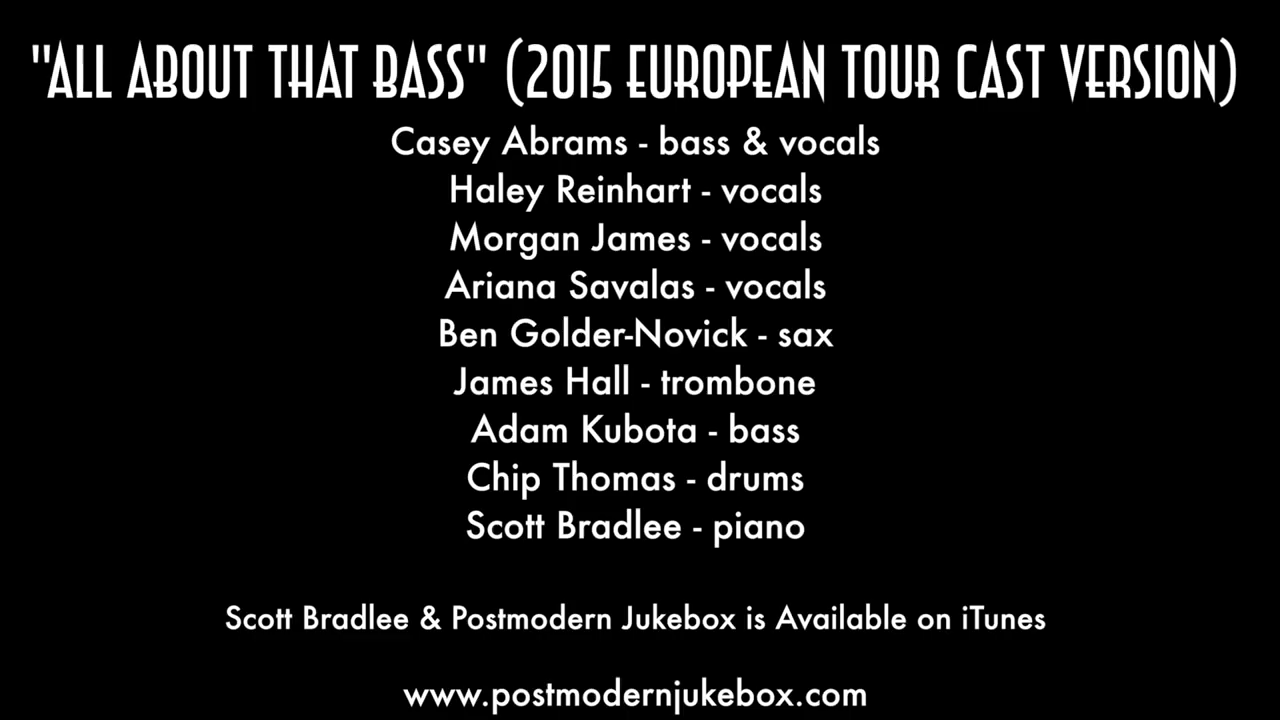 "ALL ABOUT THAT BASS" (2015 EUROPEAN TOUR CAST VERSION)
Casey Abrams - bass & vocals
Haley Reinhart - vocals
Morgan James - vocals
Ariana Savalas - vocals
Ben Golder-Novick - sax
James Hall - trombone
Adam Kubota - bass
Chip Thomas - drums
Scott Bradlee - piano
Scott Bradlee & Postmodern Jukebox is Available on iTunes
www.postmodernjukebox.com